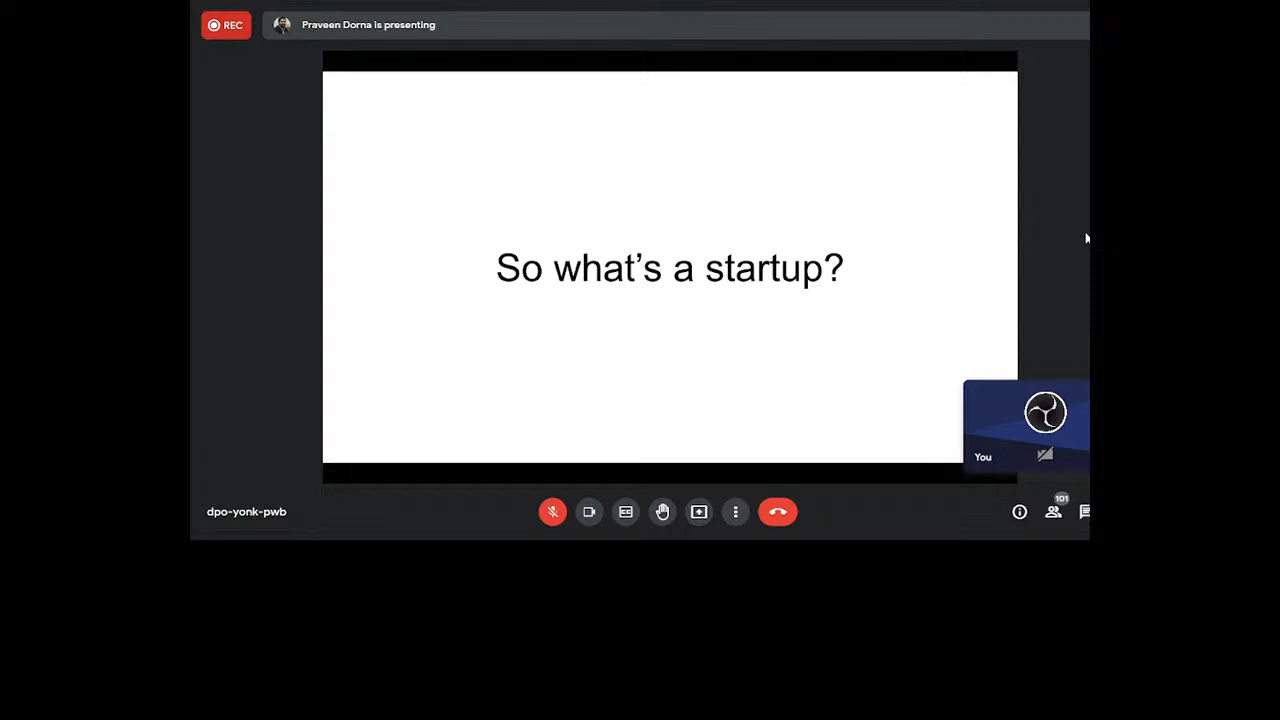 REC
Praveen Dorna is presenting
So what’s a startup?
You
dpo-yonk-pwb
101